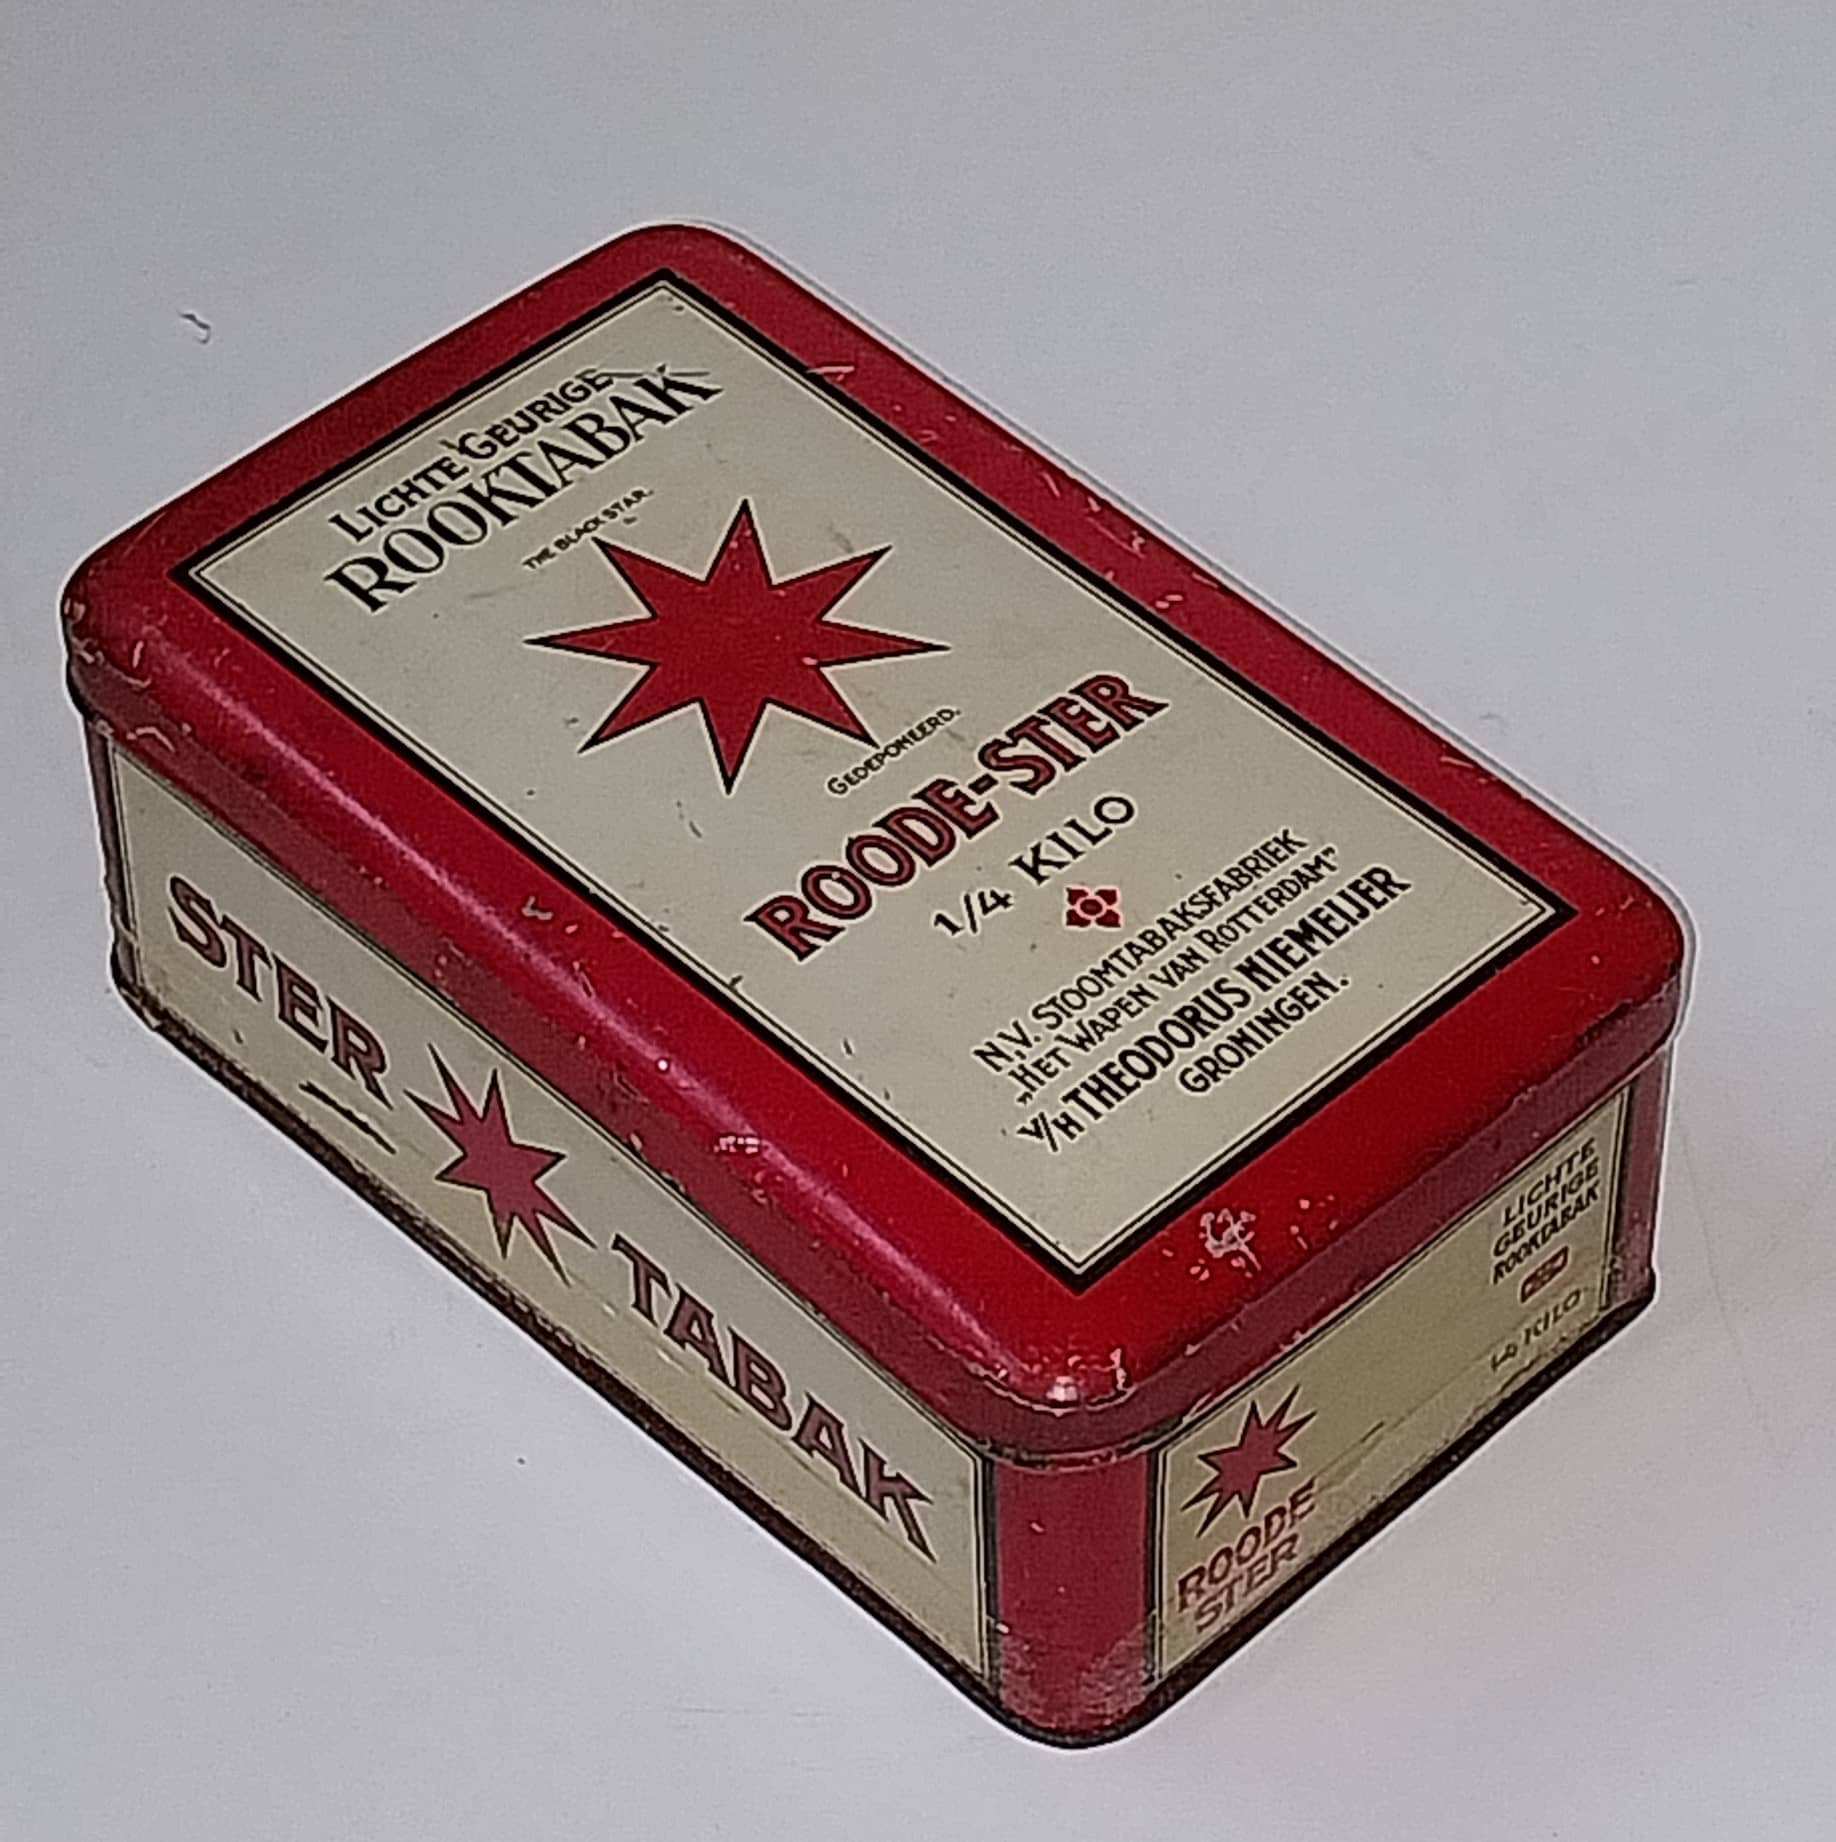 LICHTE GEURIGE
ROOKTABAK
THE BLACK STAR.
GEDEPONEERD.
ROODE-STER
1/4 KILO
N.V. STOOMTABAKSFABRIEK
„HET WAPEN VAN ROTTERDAM”
V/H THEODORUS NIEMEIJER
GRONINGEN.
STER TABAK
LICHTE
GEURIGE
ROOKTABAK
1/4 KILO
ROODE
STER